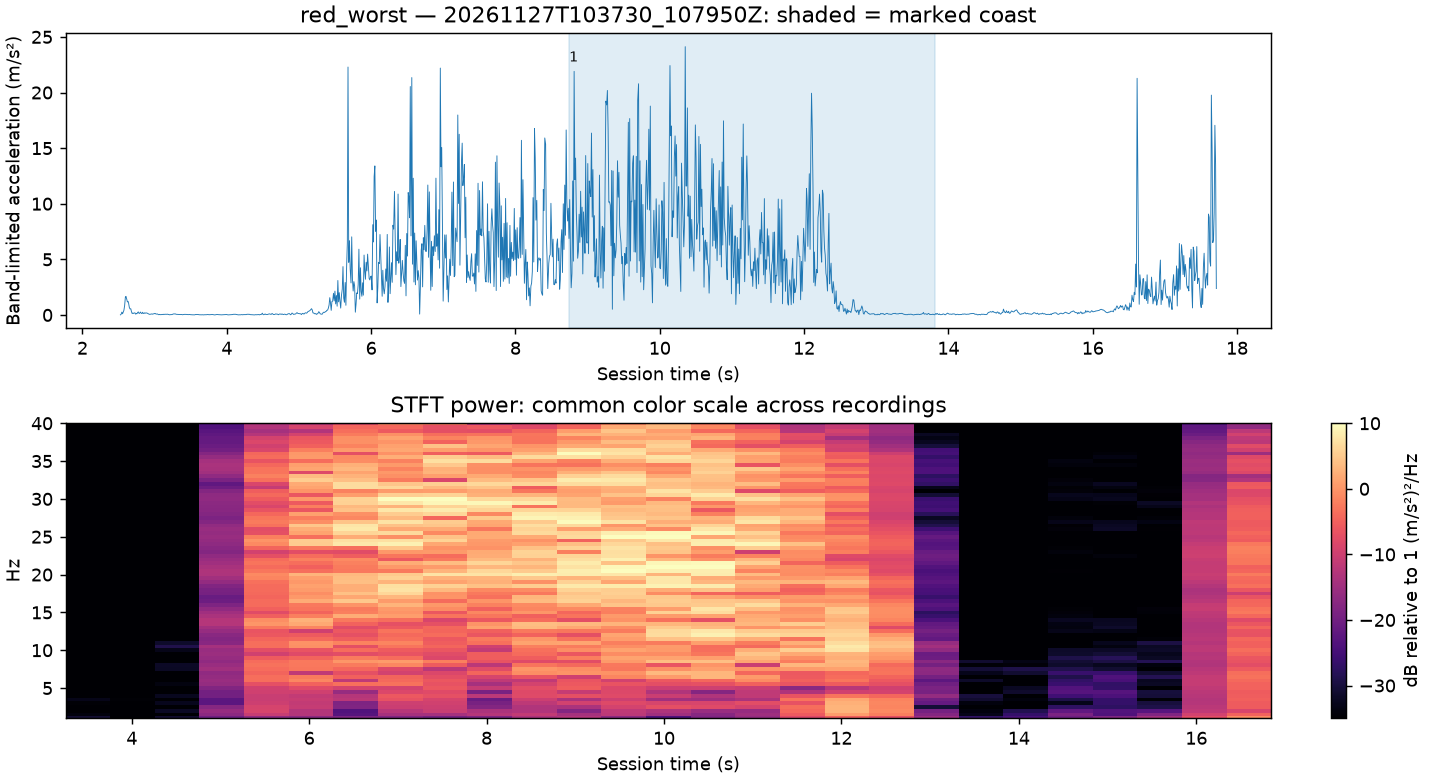 red_worst — 20261127T103730_107950Z: shaded = marked coast
Band-limited acceleration (m/s²)
25
20
15
10
5
0
1
2 4 6 8 10 12 14 16 18
Session time (s)
STFT power: common color scale across recordings
Hz
40
35
30
25
20
15
10
5
4 6 8 10 12 14 16
Session time (s)
10
0
−10
−20
−30
dB relative to 1 (m/s²)²/Hz